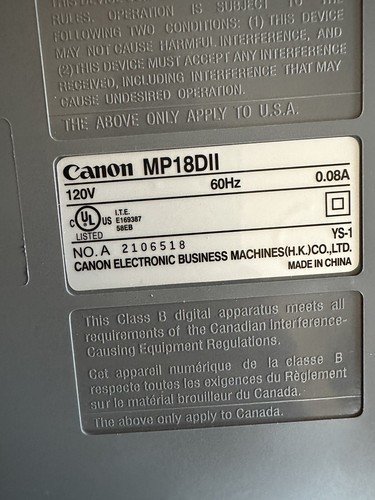 RULES. OPERATION IS SUBJECT TO THE
FOLLOWING TWO CONDITIONS: (1) THIS DEVICE
MAY NOT CAUSE HARMFUL INTERFERENCE, AND
(2)THIS DEVICE MUST ACCEPT ANY INTERFERENCE
RECEIVED, INCLUDING INTERFERENCE THAT MAY
CAUSE UNDESIRED OPERATION.
THE ABOVE ONLY APPLY TO U.S.A.
Canon MP18DII
120V 60Hz 0.08A
C UL US I.T.E.
E169387
58EB
LISTED YS-1
NO. A 2106518
CANON ELECTRONIC BUSINESS MACHINES(H.K.)CO.,LTD.
MADE IN CHINA
This Class B digital apparatus meets all
requirements of the Canadian Interference-
Causing Equipment Regulations.
Cet appareil numérique de la classe B
respecte toutes les exigences du Règlement
sur le matérial brouilleur du Canada.
The above only apply to Canada.